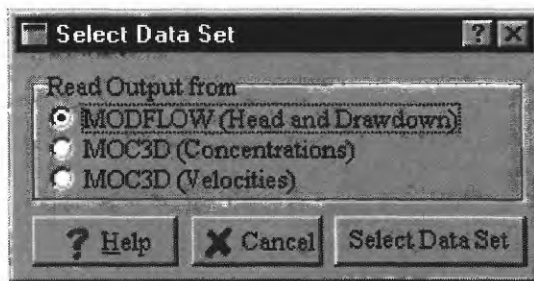 Select Data Set
Read Output from
MODFLOW (Head and Drawdown)
MOC3D (Concentrations)
MOC3D (Velocities)
? Help Cancel Select Data Set